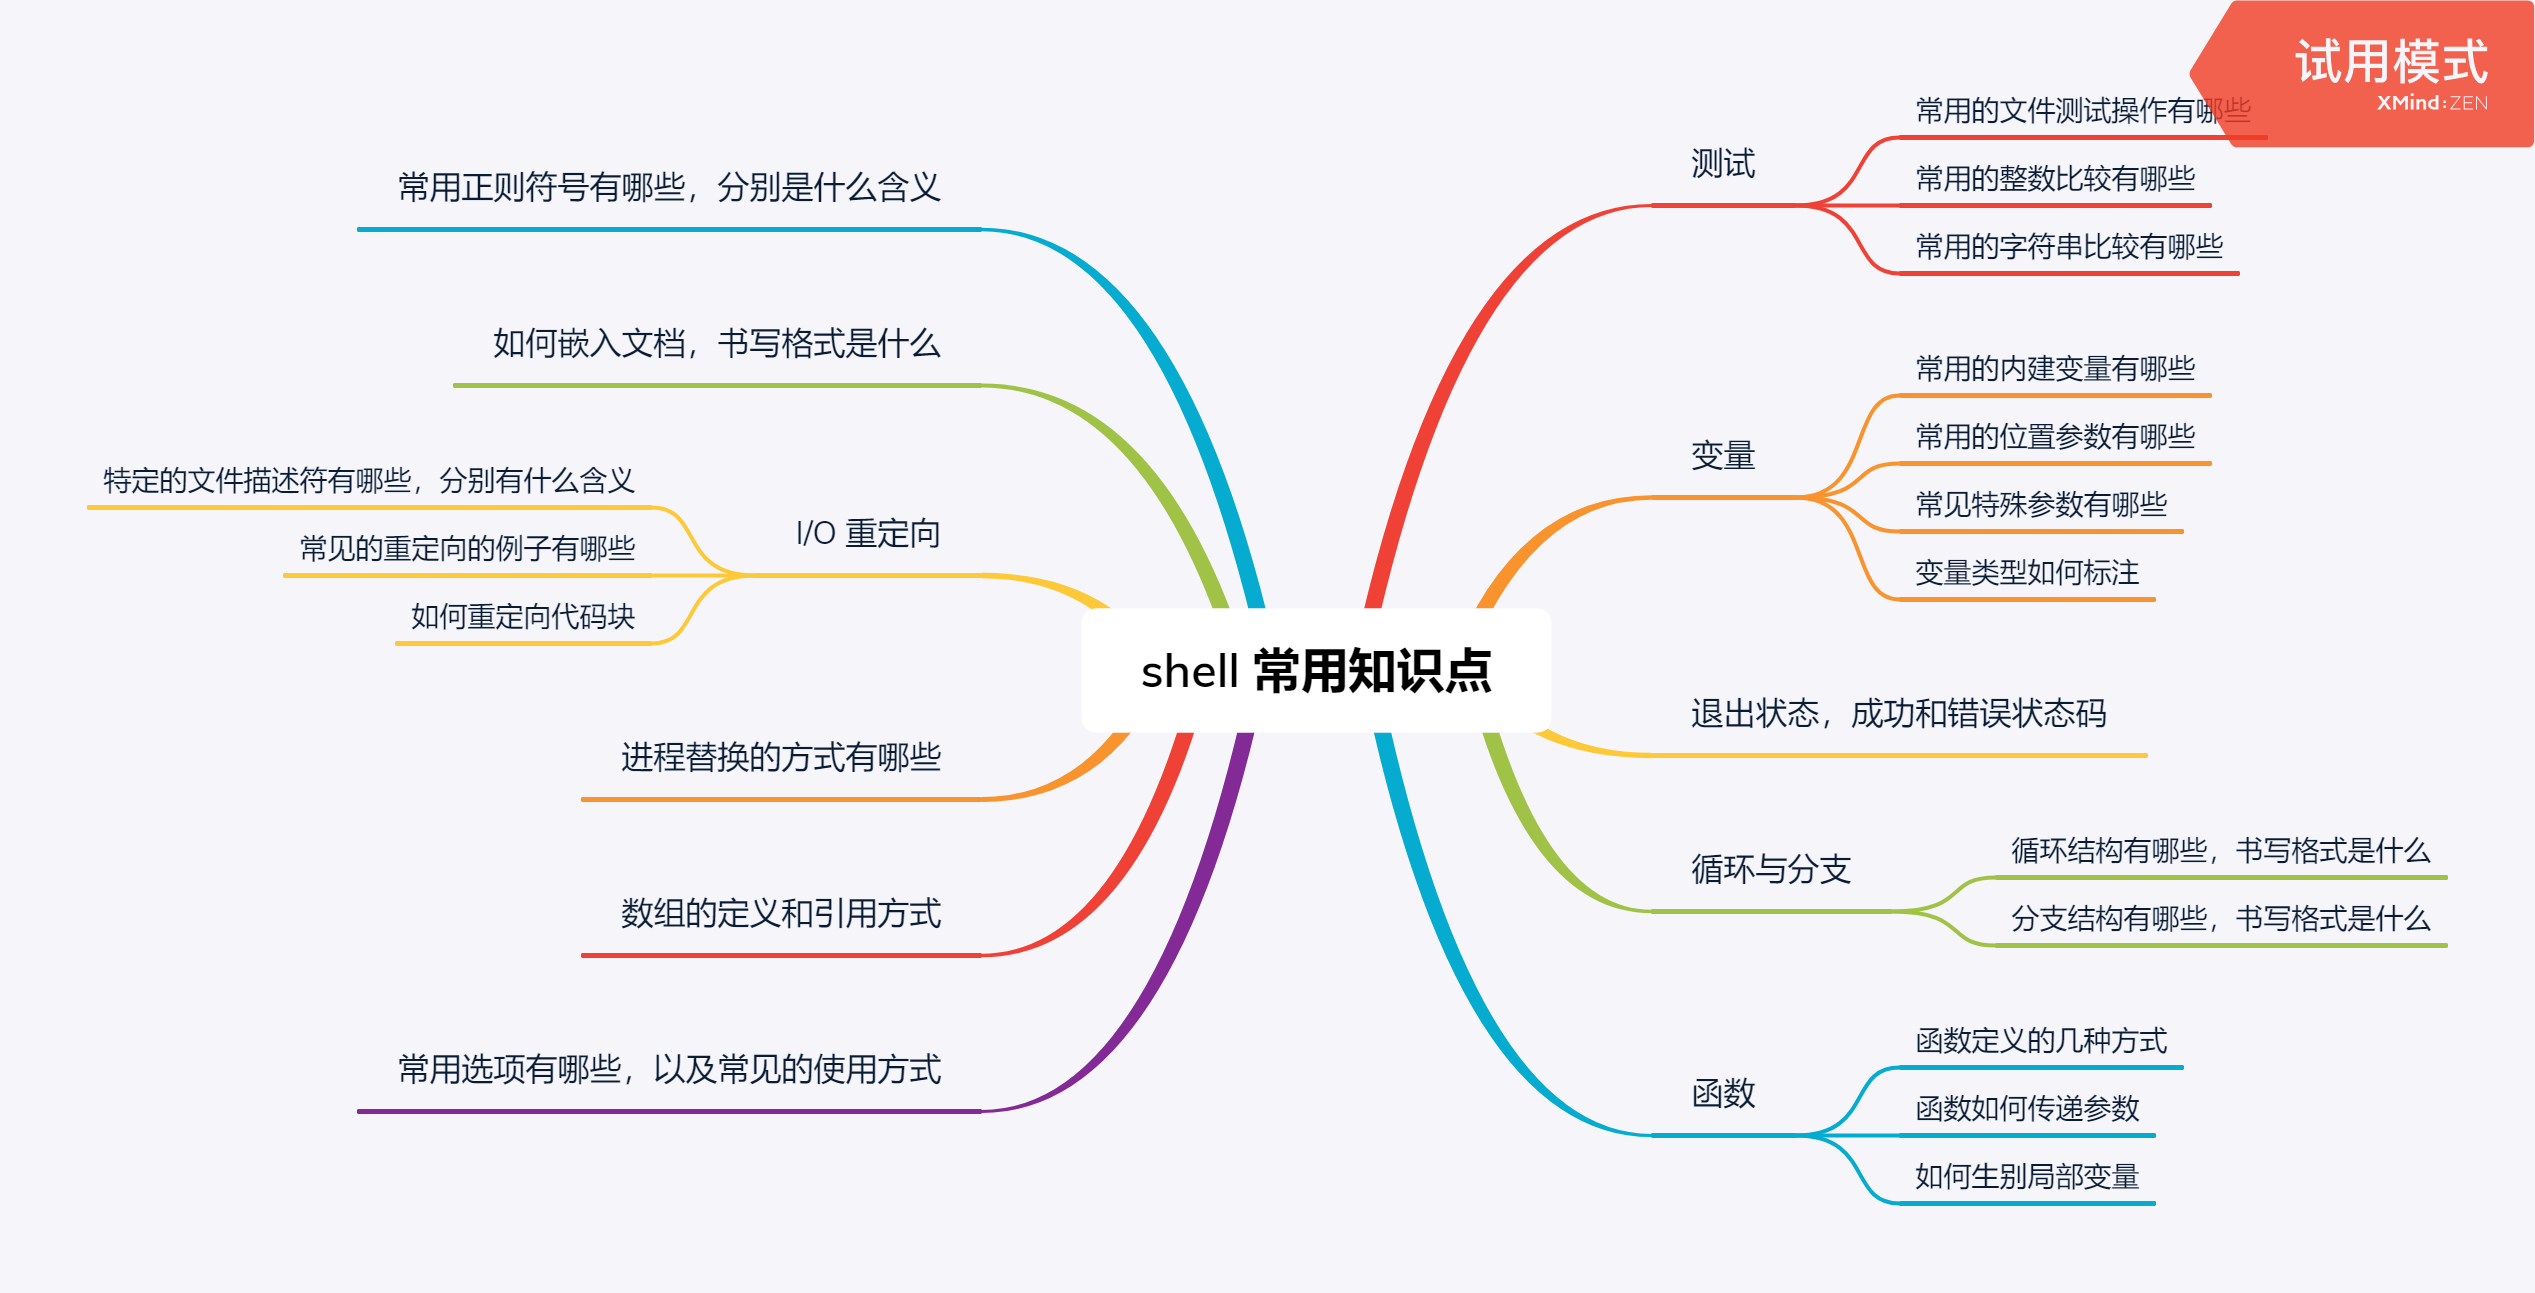 试用模式
XMind:ZEN
shell 常用知识点
测试
常用的文件测试操作有哪些
常用的整数比较有哪些
常用的字符串比较有哪些
变量
常用的内建变量有哪些
常用的位置参数有哪些
常见特殊参数有哪些
变量类型如何标注
退出状态，成功和错误状态码
循环与分支
循环结构有哪些，书写格式是什么
分支结构有哪些，书写格式是什么
函数
函数定义的几种方式
函数如何传递参数
如何生别局部变量
常用正则符号有哪些，分别是什么含义
如何嵌入文档，书写格式是什么
I/O 重定向
特定的文件描述符有哪些，分别有什么含义
常见的重定向的例子有哪些
如何重定向代码块
进程替换的方式有哪些
数组的定义和引用方式
常用选项有哪些，以及常见的使用方式